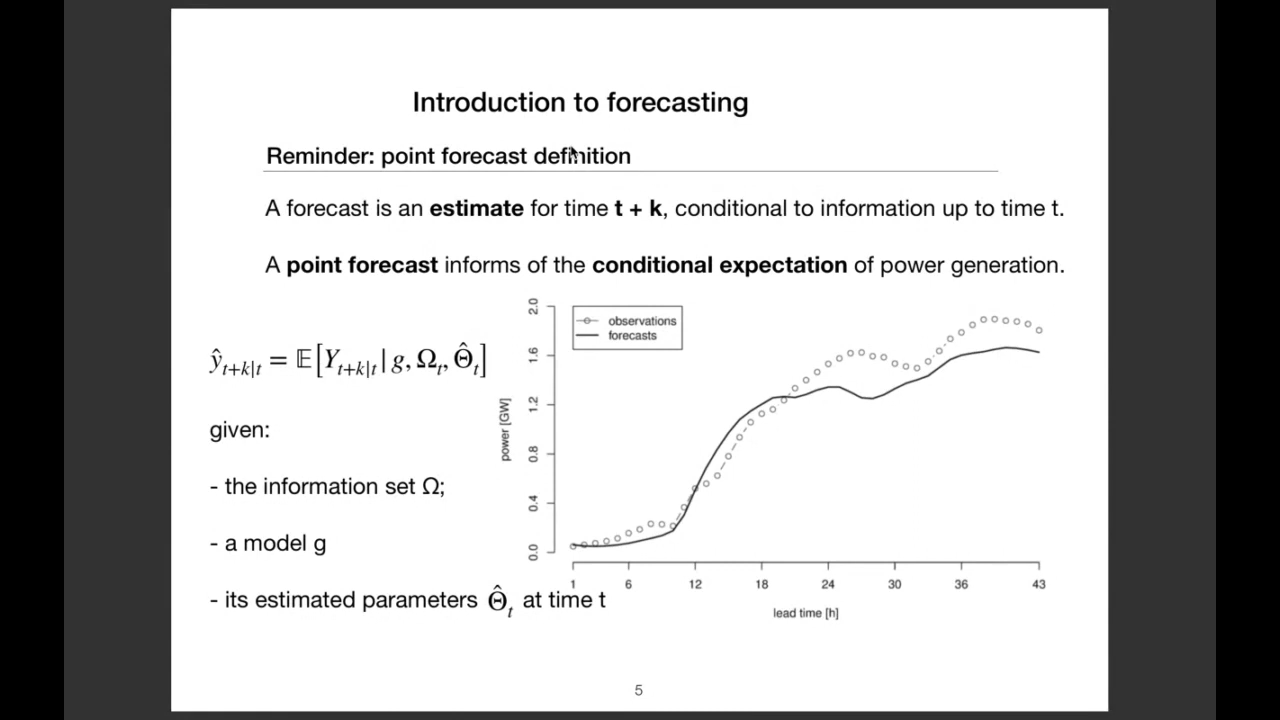 Introduction to forecasting
Reminder: point forecast definition
A forecast is an estimate for time t + k, conditional to information up to time t.
A point forecast informs of the conditional expectation of power generation.
ŷ_{t+k|t} = 𝔼[Y_{t+k|t} | g, Ω_t, Θ̂_t]
given:
- the information set Ω;
- a model g
- its estimated parameters Θ̂_t at time t
observations
forecasts
power [GW]
2.0
1.6
1.2
0.8
0.4
0.0
1 6 12 18 24 30 36 43
lead time [h]
5